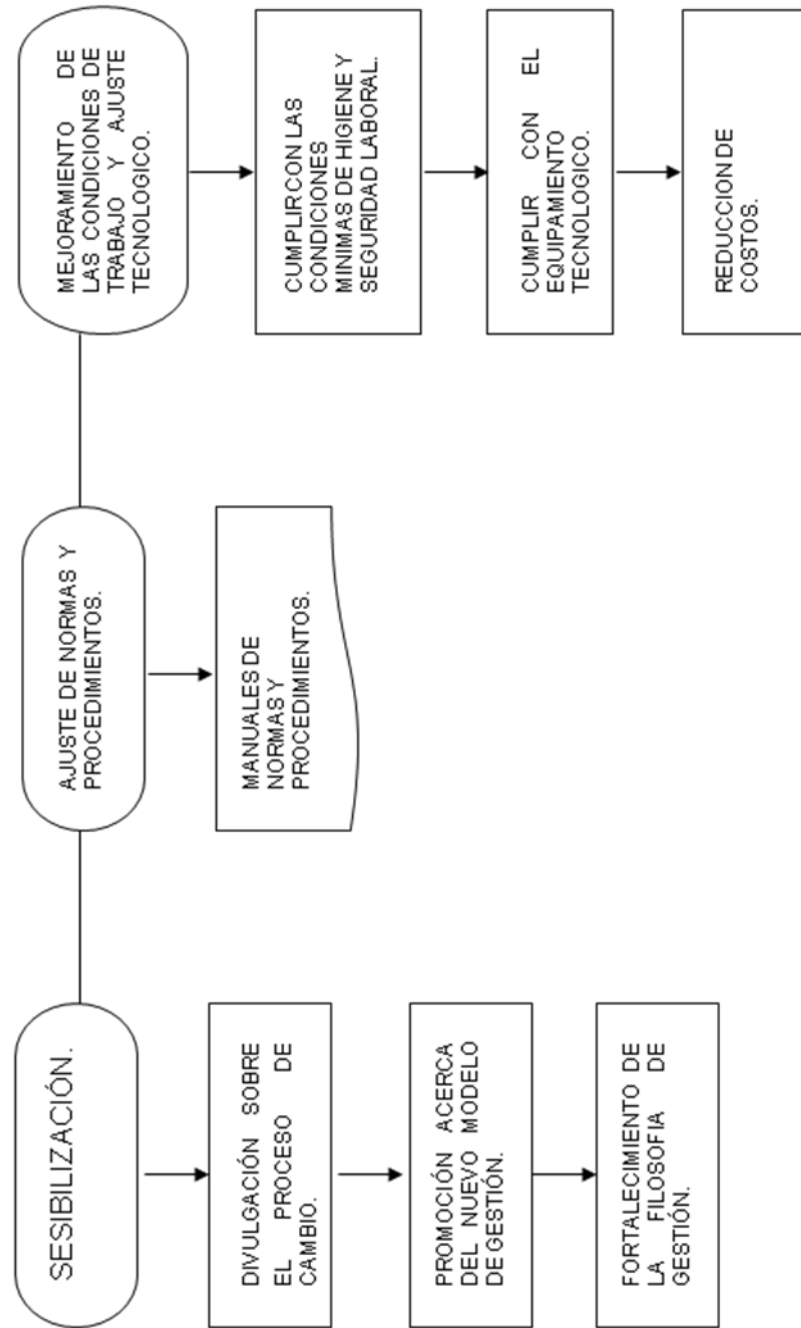 SESIBILIZACIÓN.
DIVULGACIÓN SOBRE
EL PROCESO DE
CAMBIO.
PROMOCIÓN ACERCA
DEL NUEVO MODELO
DE GESTIÓN.
FORTALECIMIENTO DE
LA FILOSOFIA DE
GESTIÓN.
AJUSTE DE NORMAS Y
PROCEDIMIENTOS.
MANUALES DE
NORMAS Y
PROCEDIMIENTOS.
MEJORAMIENTO DE
LAS CONDICIONES DE
TRABAJO Y AJUSTE
TECNOLOGICO.
CUMPLIR CON LAS
CONDICIONES
MINIMAS DE HIGIENE Y
SEGURIDAD LABORAL.
CUMPLIR CON EL
EQUIPAMIENTO
TECNOLOGICO.
REDUCCION DE
COSTOS.